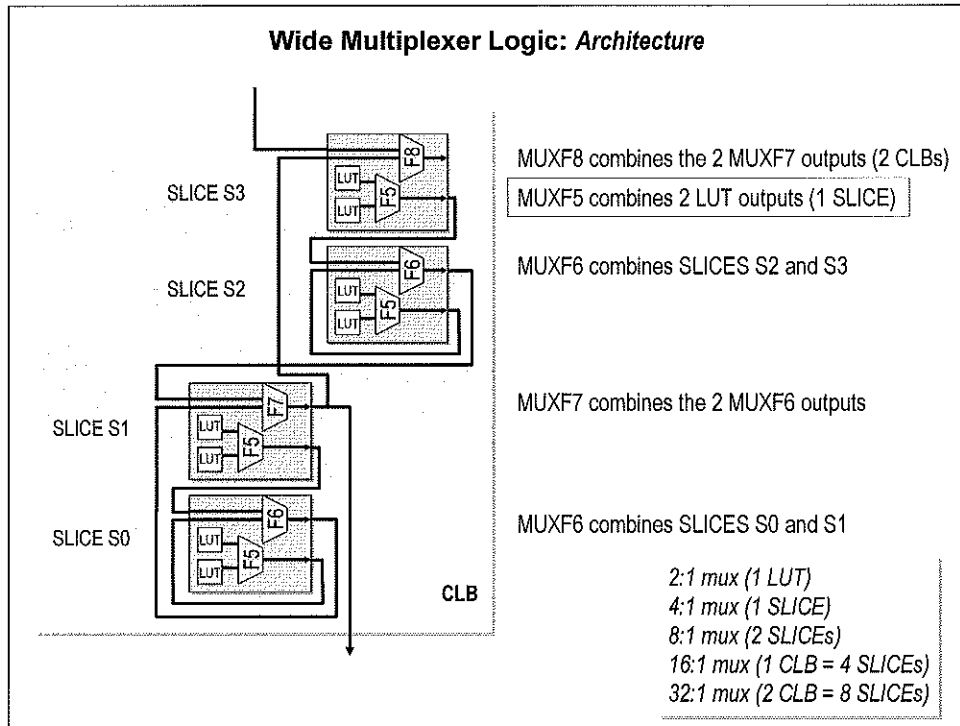 Wide Multiplexer Logic: Architecture
F8
LUT
LUT
F5
SLICE S3
MUXF8 combines the 2 MUXF7 outputs (2 CLBs)
MUXF5 combines 2 LUT outputs (1 SLICE)
F6
LUT
LUT
F5
SLICE S2
MUXF6 combines SLICES S2 and S3
F7
LUT
LUT
F5
SLICE S1
MUXF7 combines the 2 MUXF6 outputs
F6
LUT
LUT
F5
SLICE S0
MUXF6 combines SLICES S0 and S1
CLB
2:1 mux (1 LUT)
4:1 mux (1 SLICE)
8:1 mux (2 SLICEs)
16:1 mux (1 CLB = 4 SLICEs)
32:1 mux (2 CLB = 8 SLICEs)